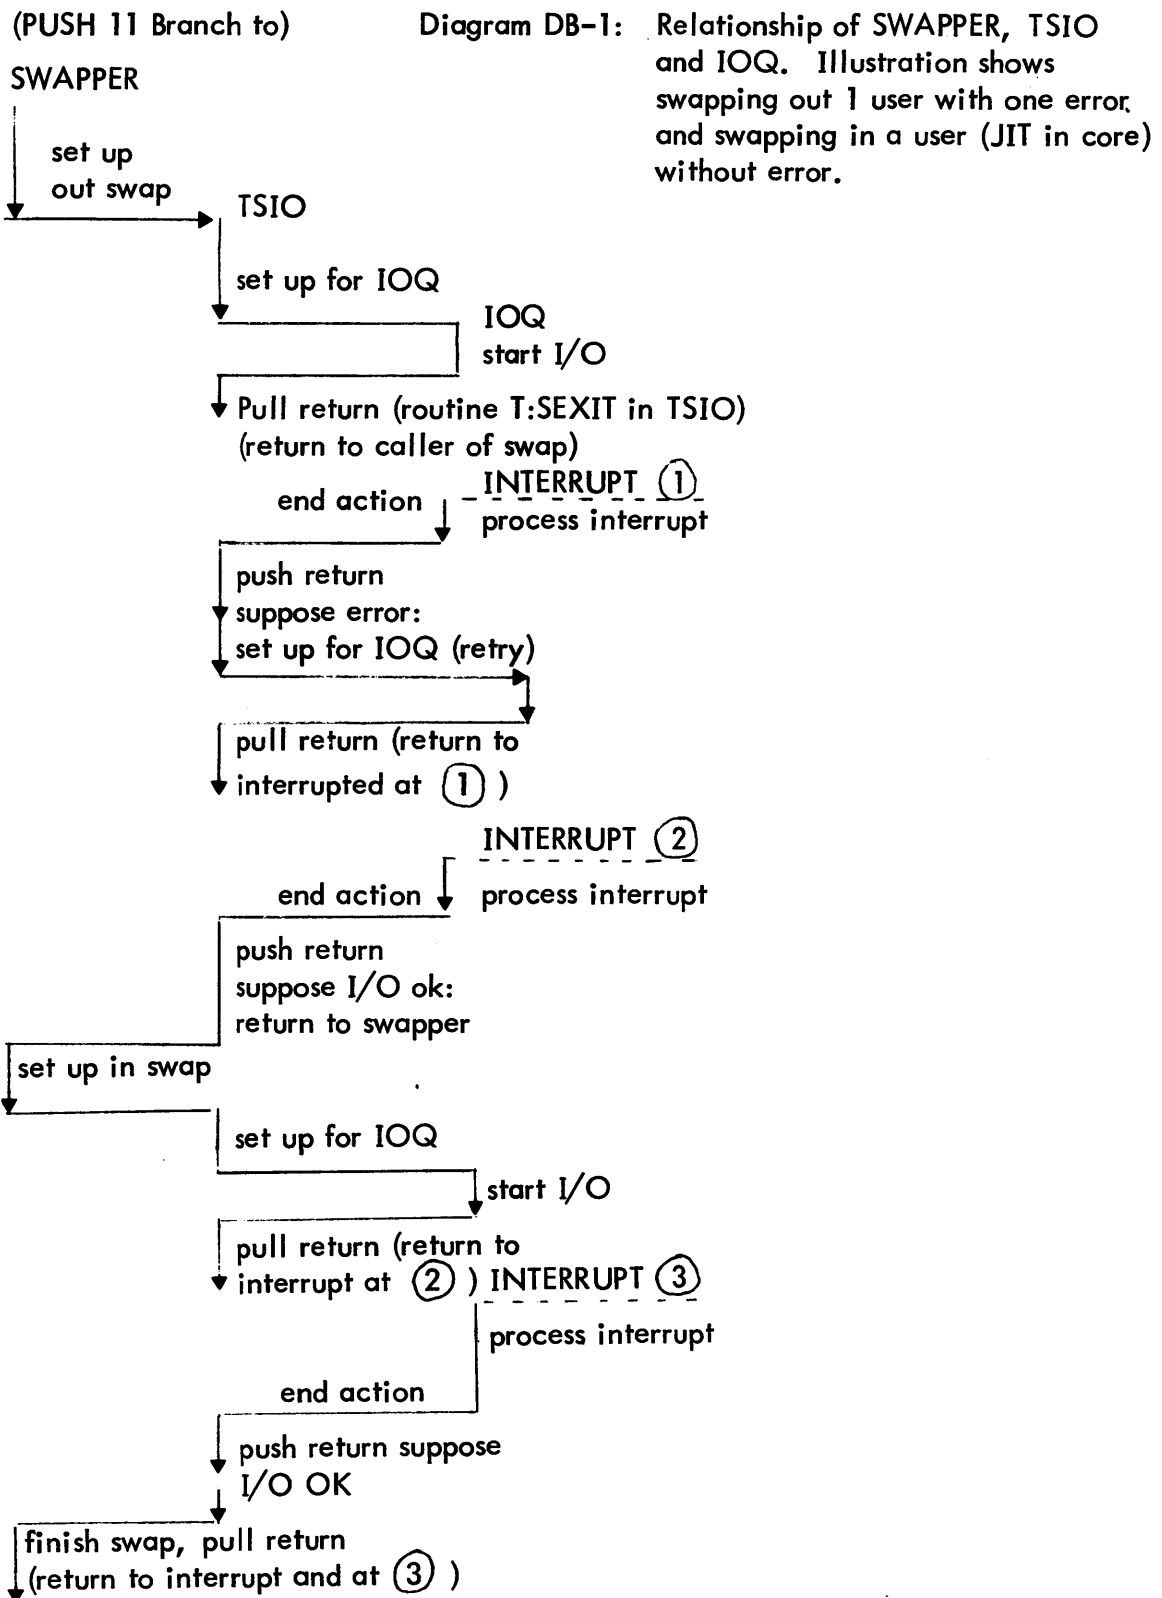 (PUSH 11 Branch to)
Diagram DB-1: Relationship of SWAPPER, TSIO
and IOQ. Illustration shows
swapping out 1 user with one error,
and swapping in a user (JIT in core)
without error.
SWAPPER
set up
out swap
TSIO
set up for IOQ
IOQ
start I/O
Pull return (routine T:SEXIT in TSIO)
(return to caller of swap)
INTERRUPT 1
end action
process interrupt
push return
suppose error:
set up for IOQ (retry)
pull return (return to
interrupted at 1 )
INTERRUPT 2
end action
process interrupt
push return
suppose I/O ok:
return to swapper
set up in swap
set up for IOQ
start I/O
pull return (return to
interrupt at 2 ) INTERRUPT 3
process interrupt
end action
push return suppose
I/O OK
finish swap, pull return
(return to interrupt and at 3 )